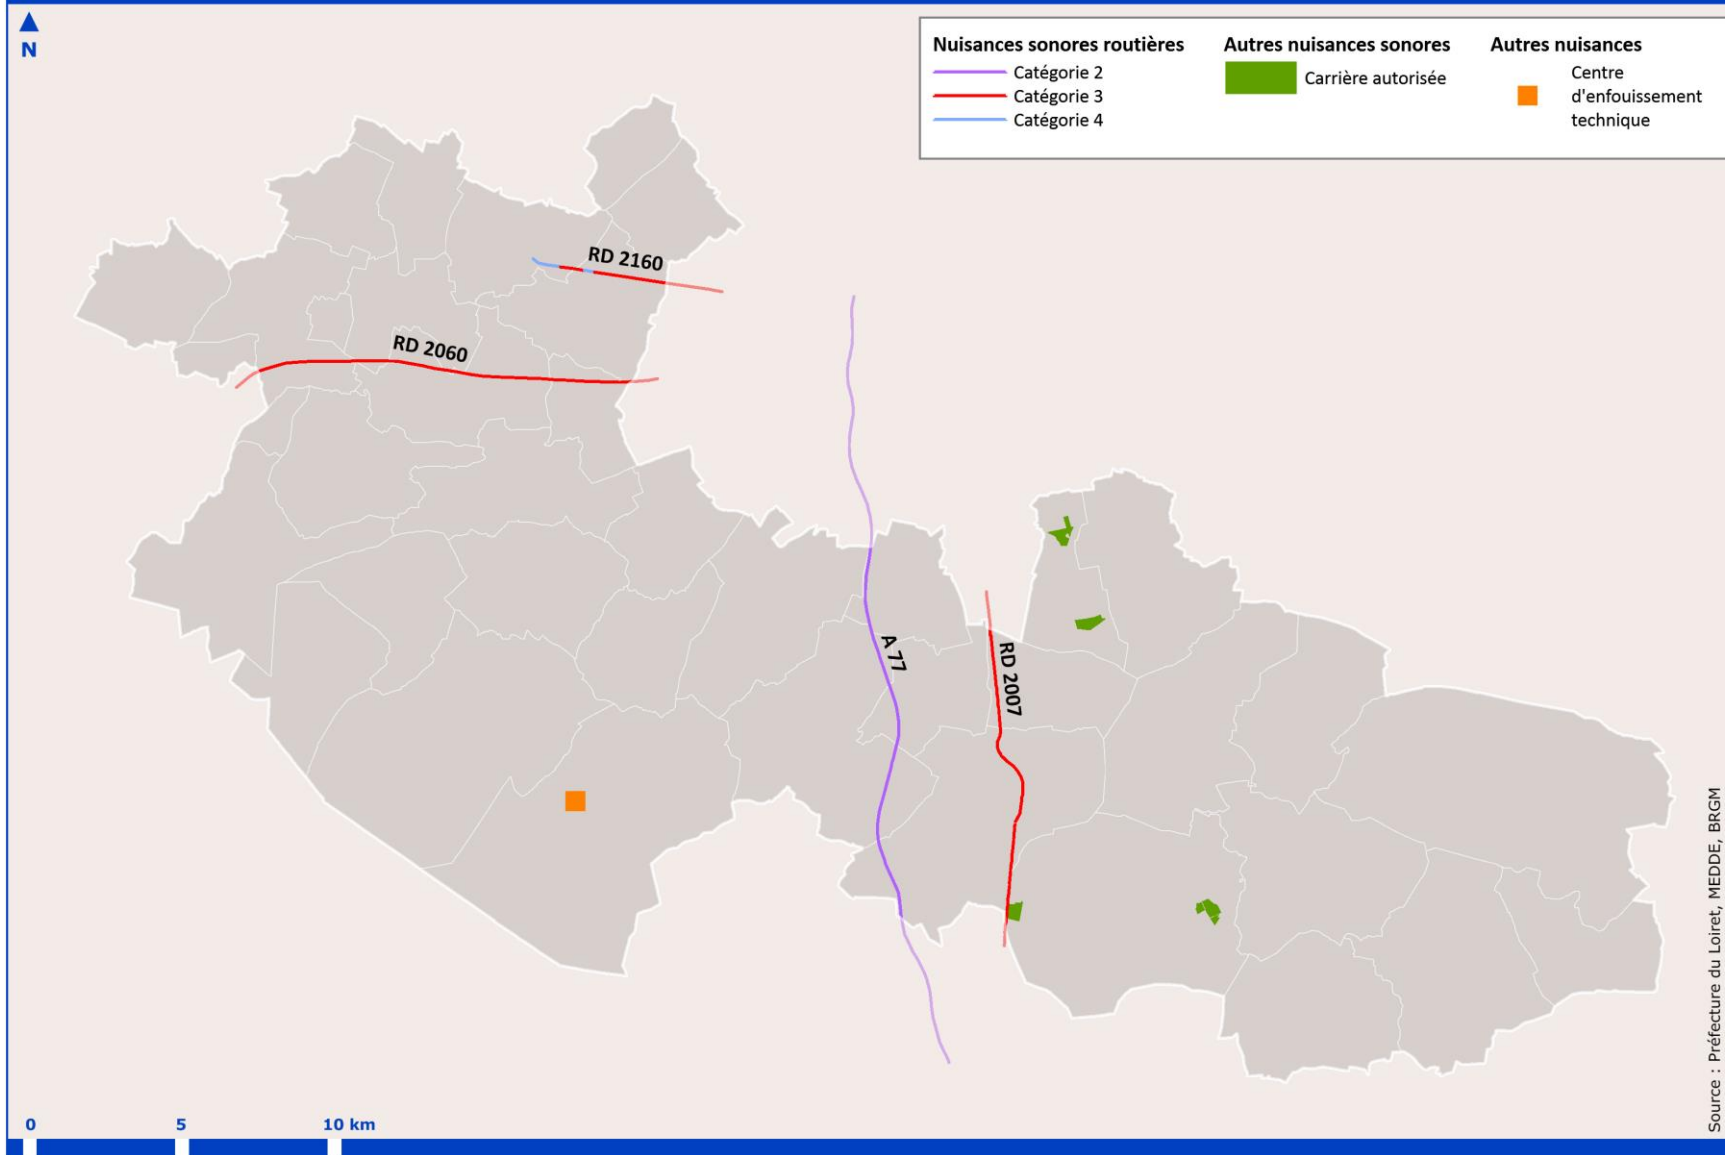 N
Nuisances sonores routières
Catégorie 2
Catégorie 3
Catégorie 4
Autres nuisances sonores
Carrière autorisée
Autres nuisances
Centre
d'enfouissement
technique
RD 2160
RD 2060
A 77
RD 2007
0 5 10 km
Source : Préfecture du Loiret, MEDDE, BRGM